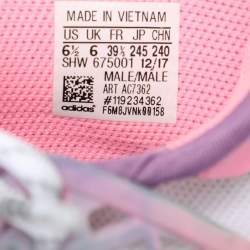 MADE IN VIETNAM
US UK FR JP CHN
6½ 6 39⅓ 245 240
SHW 675001 12/17
MALE/MALE
ART AC7362
#119234362
adidas F6M8JVNk00158